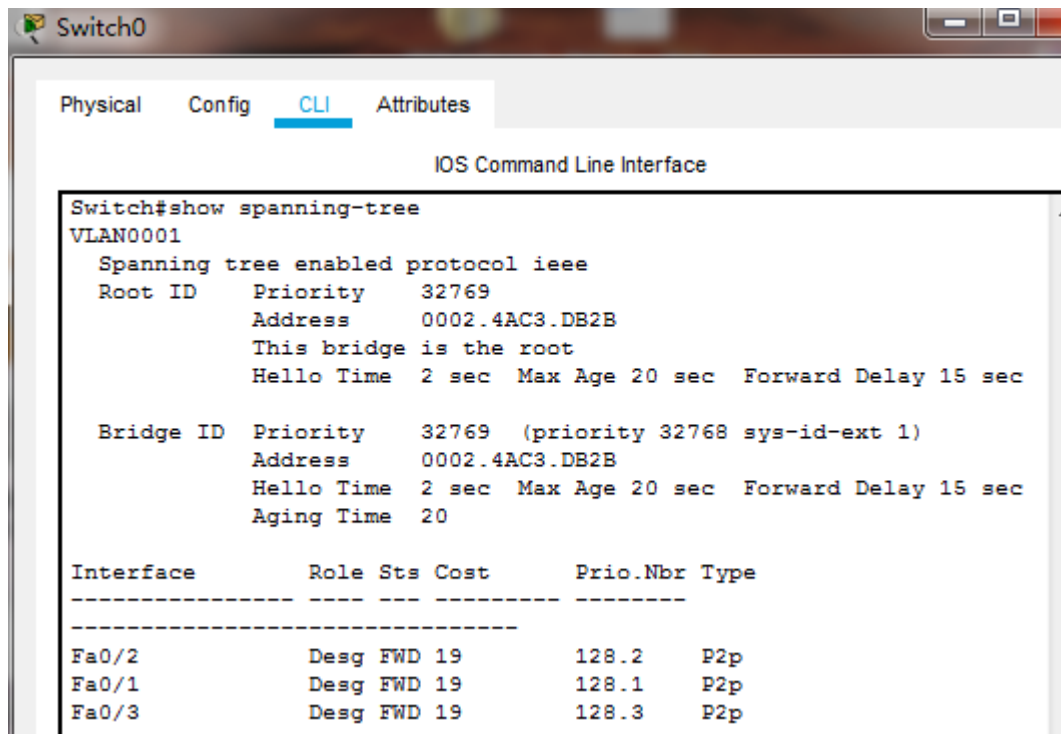 Switch0
Physical Config CLI Attributes
IOS Command Line Interface
Switch#show spanning-tree
VLAN0001
  Spanning tree enabled protocol ieee
  Root ID    Priority    32769
             Address     0002.4AC3.DB2B
             This bridge is the root
             Hello Time  2 sec  Max Age 20 sec  Forward Delay 15 sec

  Bridge ID  Priority    32769  (priority 32768 sys-id-ext 1)
             Address     0002.4AC3.DB2B
             Hello Time  2 sec  Max Age 20 sec  Forward Delay 15 sec
             Aging Time  20

Interface        Role Sts Cost      Prio.Nbr Type
---------------- ---- --- --------- --------
--------------------------------
Fa0/2            Desg FWD 19        128.2    P2p
Fa0/1            Desg FWD 19        128.1    P2p
Fa0/3            Desg FWD 19        128.3    P2p